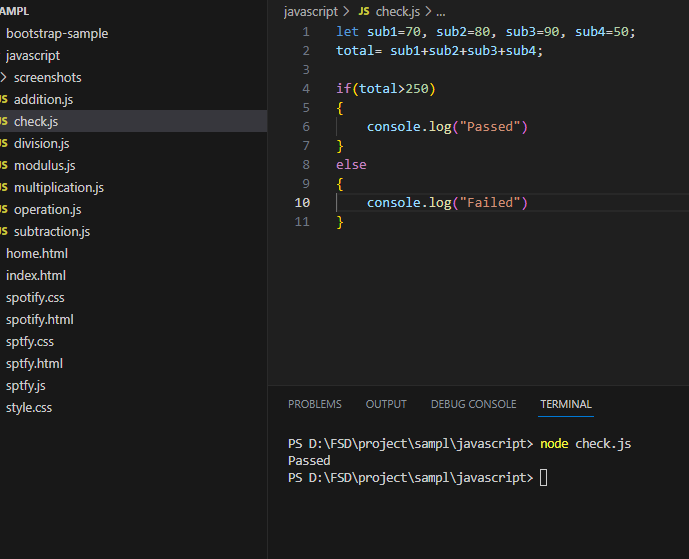 AMPL
bootstrap-sample
javascript
screenshots
JS addition.js
JS check.js
JS division.js
JS modulus.js
JS multiplication.js
JS operation.js
JS subtraction.js
home.html
index.html
spotify.css
spotify.html
sptfy.css
sptfy.html
sptfy.js
style.css
javascript > JS check.js > ...
1 let sub1=70, sub2=80, sub3=90, sub4=50;
2 total= sub1+sub2+sub3+sub4;
3
4 if(total>250)
5 {
6     console.log("Passed")
7 }
8 else
9 {
10     console.log("Failed")
11 }
PROBLEMS OUTPUT DEBUG CONSOLE TERMINAL
PS D:\FSD\project\sampl\javascript> node check.js
Passed
PS D:\FSD\project\sampl\javascript>